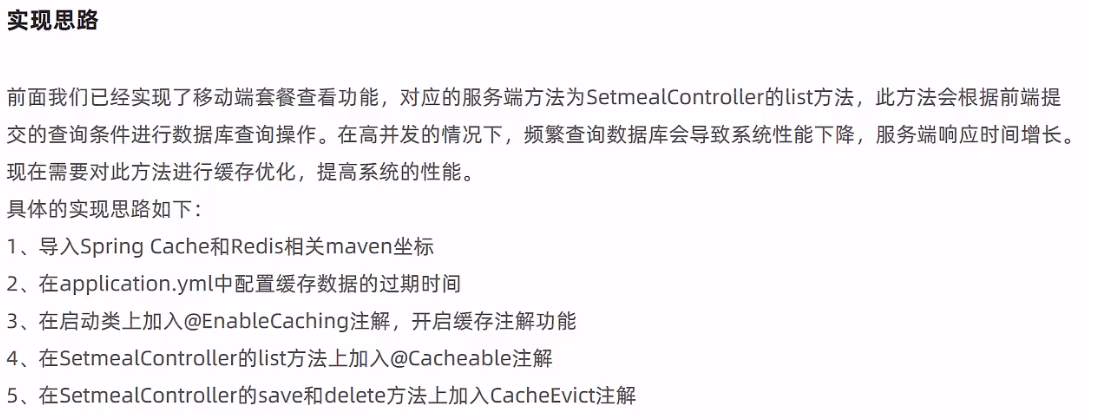 实现思路
前面我们已经实现了移动端套餐查看功能，对应的服务端方法为SetmealController的list方法，此方法会根据前端提
交的查询条件进行数据库查询操作。在高并发的情况下，频繁查询数据库会导致系统性能下降，服务端响应时间增长。
现在需要对此方法进行缓存优化，提高系统的性能。
具体的实现思路如下：
1、导入Spring Cache和Redis相关maven坐标
2、在application.yml中配置缓存数据的过期时间
3、在启动类上加入@EnableCaching注解，开启缓存注解功能
4、在SetmealController的list方法上加入@Cacheable注解
5、在SetmealController的save和delete方法上加入CacheEvict注解